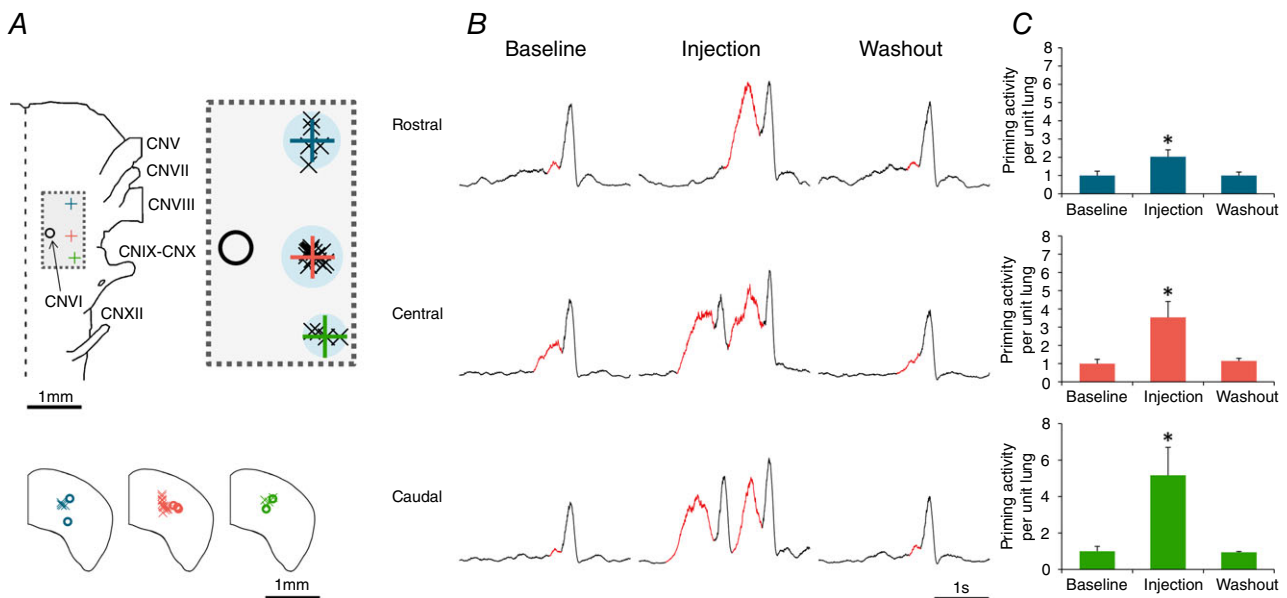 A
CNV
CNVII
CNVIII
CNIX-CNX
CNVI
CNXII
1mm
1mm
B
Baseline
Injection
Washout
Rostral
Central
Caudal
1s
C
Priming activity
per unit lung
8
7
6
5
4
3
2
1
0
*
Baseline
Injection
Washout
Priming activity
per unit lung
8
7
6
5
4
3
2
1
0
*
Baseline
Injection
Washout
Priming activity
per unit lung
8
6
4
2
0
*
Baseline
Injection
Washout